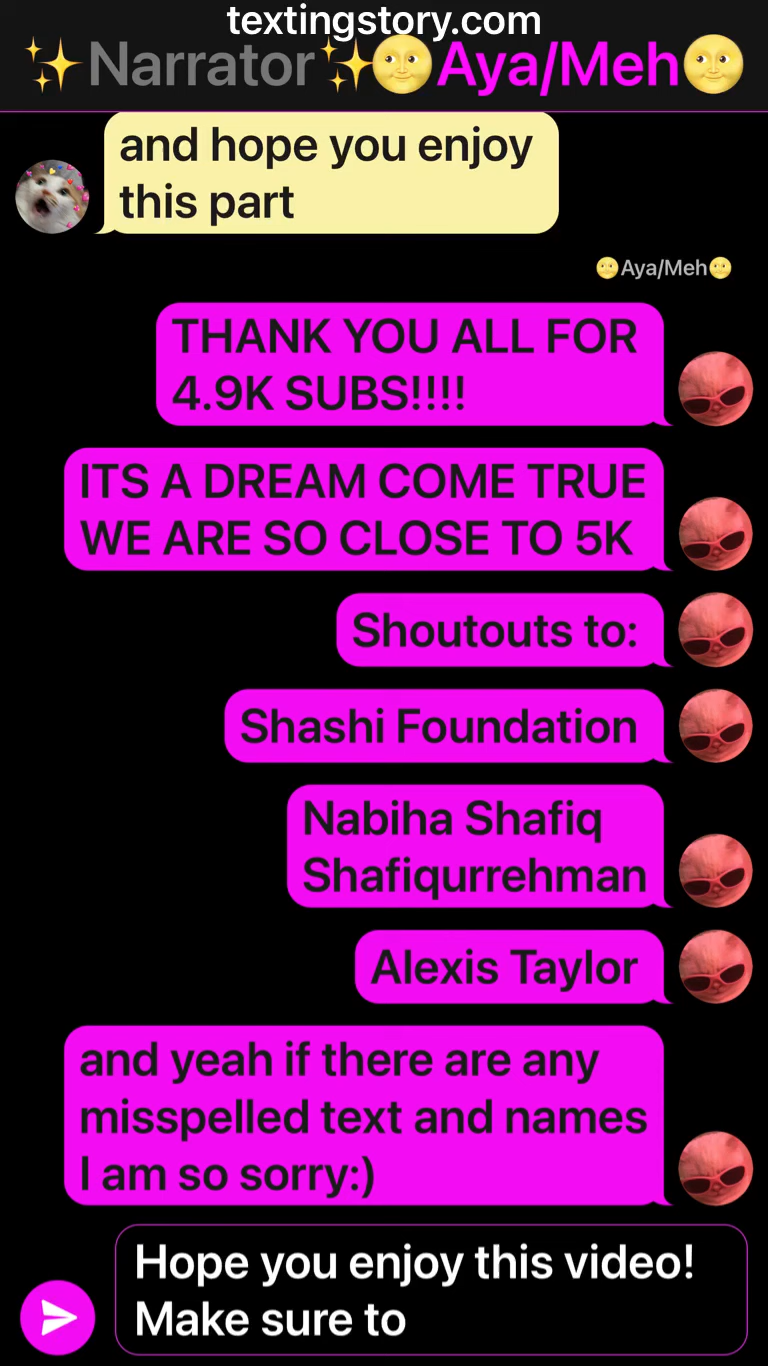 textingstory.com
✨Narrator✨🌝Aya/Meh🌝
and hope you enjoy
this part
🌝Aya/Meh🌝
THANK YOU ALL FOR
4.9K SUBS!!!!
ITS A DREAM COME TRUE
WE ARE SO CLOSE TO 5K
Shoutouts to:
Shashi Foundation
Nabiha Shafiq
Shafiqurrehman
Alexis Taylor
and yeah if there are any
misspelled text and names
I am so sorry:)
Hope you enjoy this video!
Make sure to